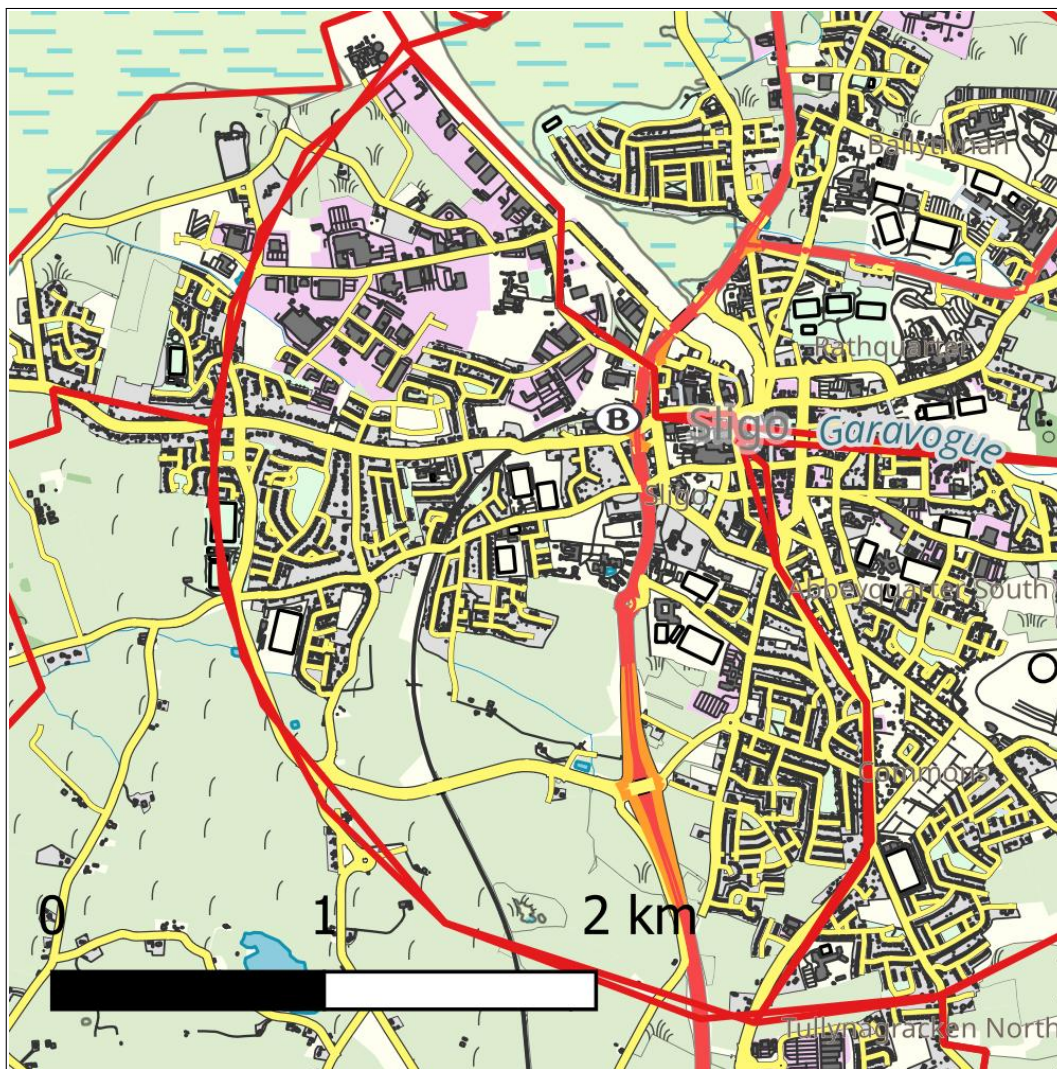 Ballytivnan
Rathquarter
B
Sligo
Garavogue
Sligo
Abbeyquarter South
Commons
0 1 2 km
Tullynagracken North